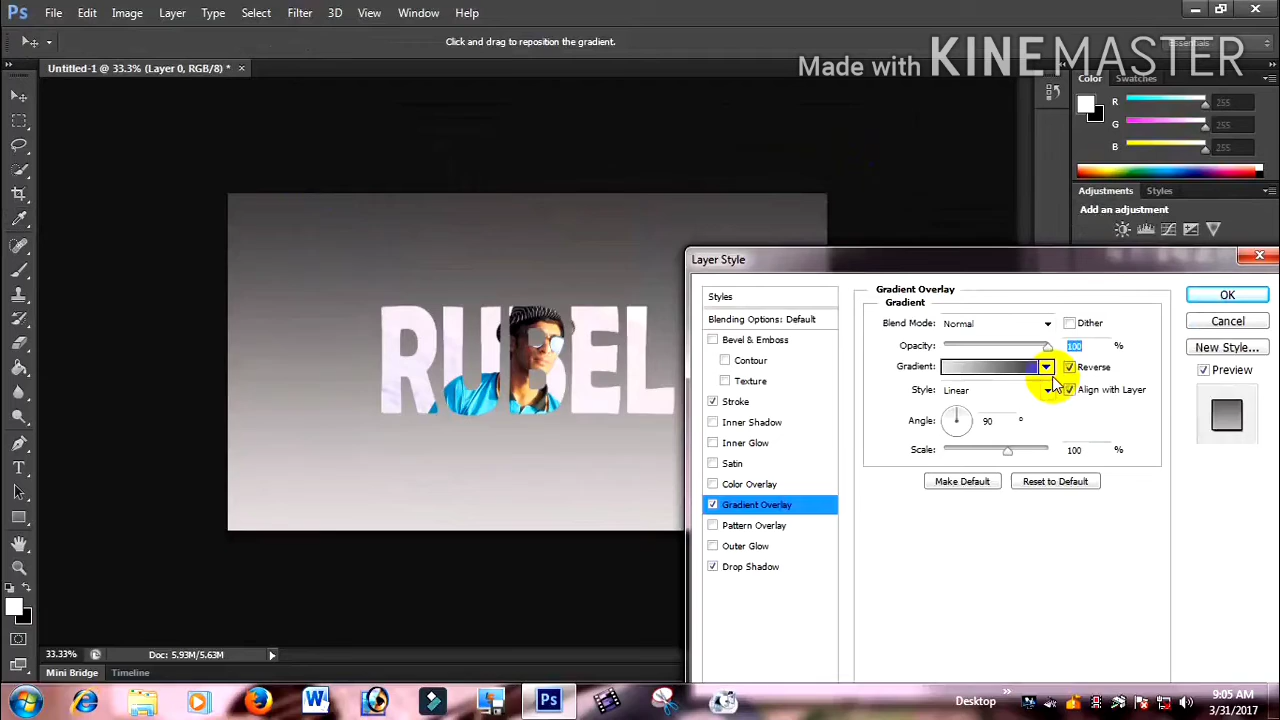 Ps File Edit Image Layer Type Select Filter 3D View Window Help
Click and drag to reposition the gradient.
Essentials
Made with KINEMASTER
Untitled-1 @ 33.3% (Layer 0, RGB/8) *
Color Swatches
R 255
G 255
B 255
Adjustments Styles
Add an adjustment
RUBEL
Layer Style
Styles
Blending Options: Default
Bevel & Emboss
Contour
Texture
Stroke
Inner Shadow
Inner Glow
Satin
Color Overlay
Gradient Overlay
Pattern Overlay
Outer Glow
Drop Shadow
Gradient Overlay
Gradient
Blend Mode: Normal Dither
Opacity: 100 %
Gradient: Reverse
Style: Linear Align with Layer
Angle: 90 °
Scale: 100 %
Make Default Reset to Default
OK
Cancel
New Style...
Preview
33.33% Doc: 5.93M/5.63M
Mini Bridge Timeline
W Ps Desktop »
9:05 AM
3/31/2017